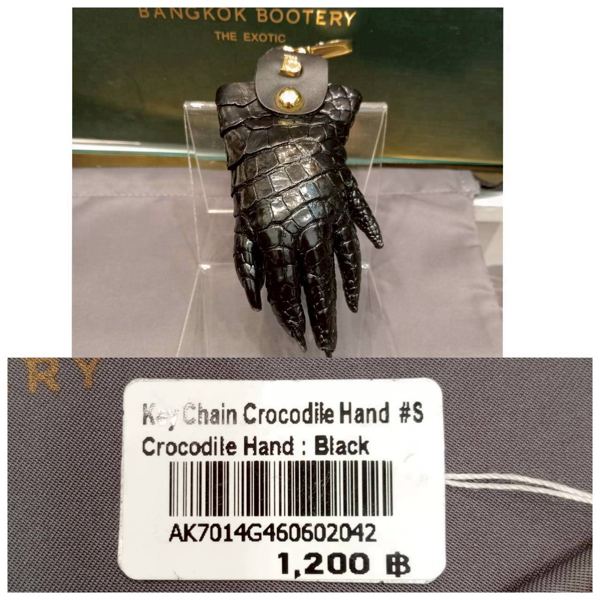 BANGKOK BOOTERY
THE EXOTIC
RY
Key Chain Crocodile Hand #S
Crocodile Hand : Black
AK7014G460602042
1,200 ฿